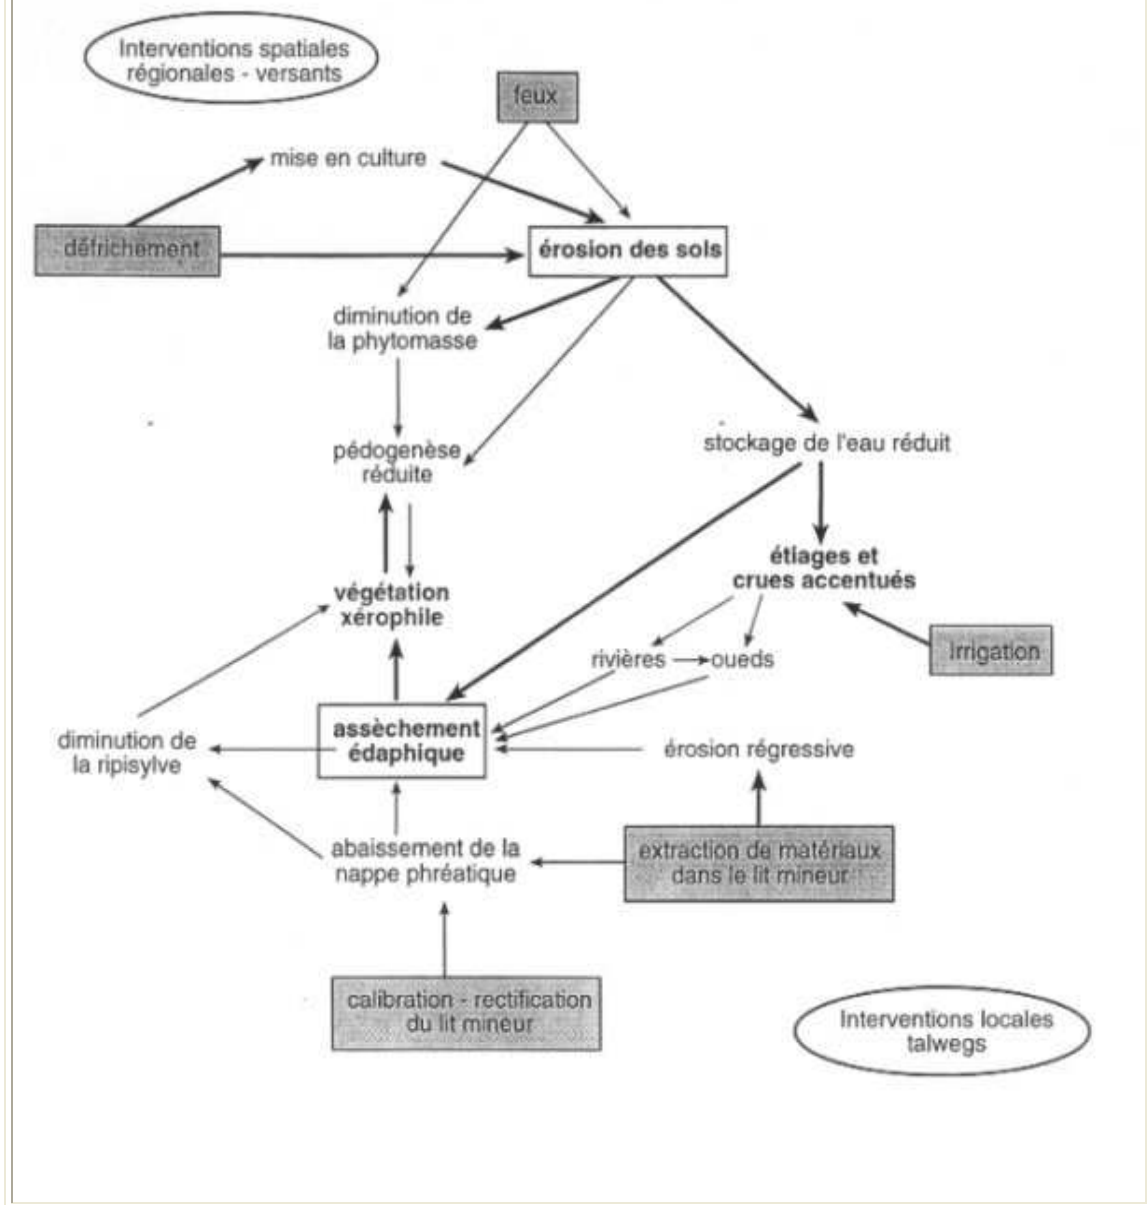 Interventions spatiales
régionales - versants
feux
mise en culture
défrichement
érosion des sols
diminution de
la phytomasse
pédogenèse
réduite
stockage de l'eau réduit
étiages et
crues accentués
végétation
xérophile
Irrigation
rivières
oueds
assèchement
édaphique
diminution de
la ripisylve
érosion régressive
abaissement de la
nappe phréatique
extraction de matériaux
dans le lit mineur
calibration - rectification
du lit mineur
Interventions locales
talwegs